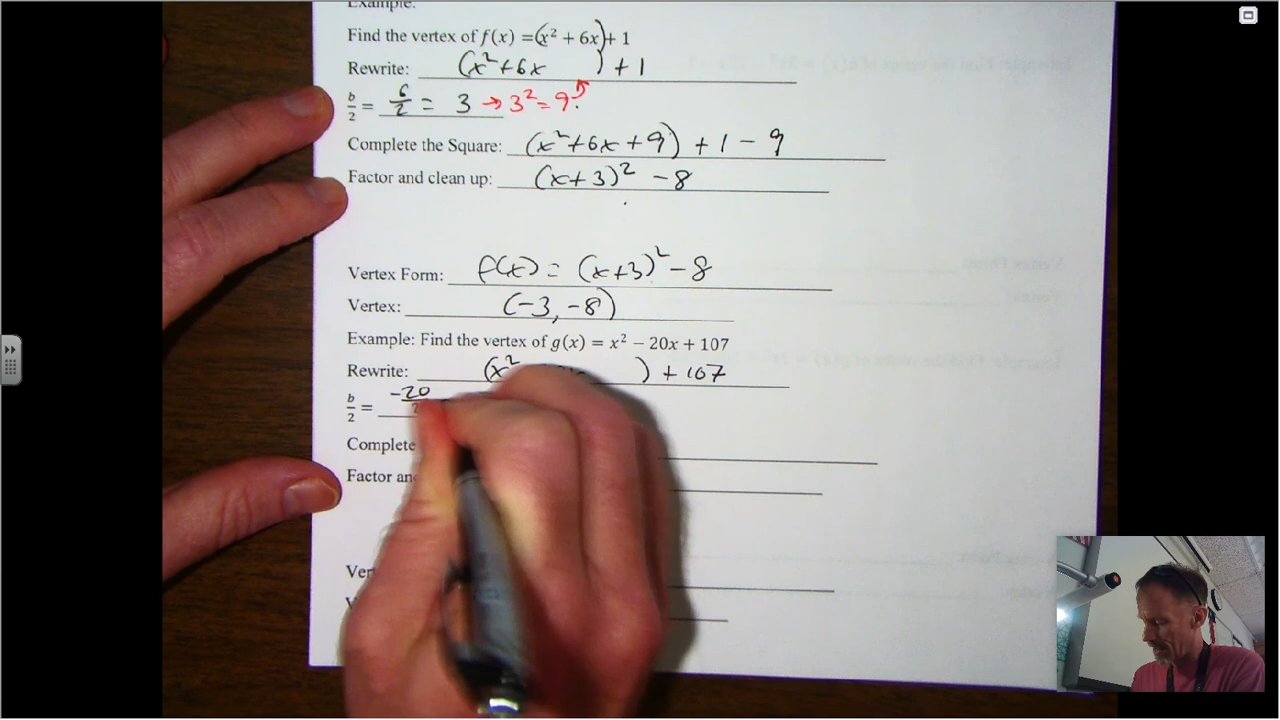 Example:
Find the vertex of f(x) =(x² + 6x)+ 1
Rewrite: (x²+6x ) + 1
b/2 = 6/2 = 3 → 3² = 9
Complete the Square: (x²+6x+9) + 1 - 9
Factor and clean up: (x+3)² - 8
Vertex Form: f(x) = (x+3)² - 8
Vertex: (-3, -8)
Example: Find the vertex of g(x) = x² − 20x + 107
Rewrite: (x² ) + 107
b/2 = -20
Complete
Factor